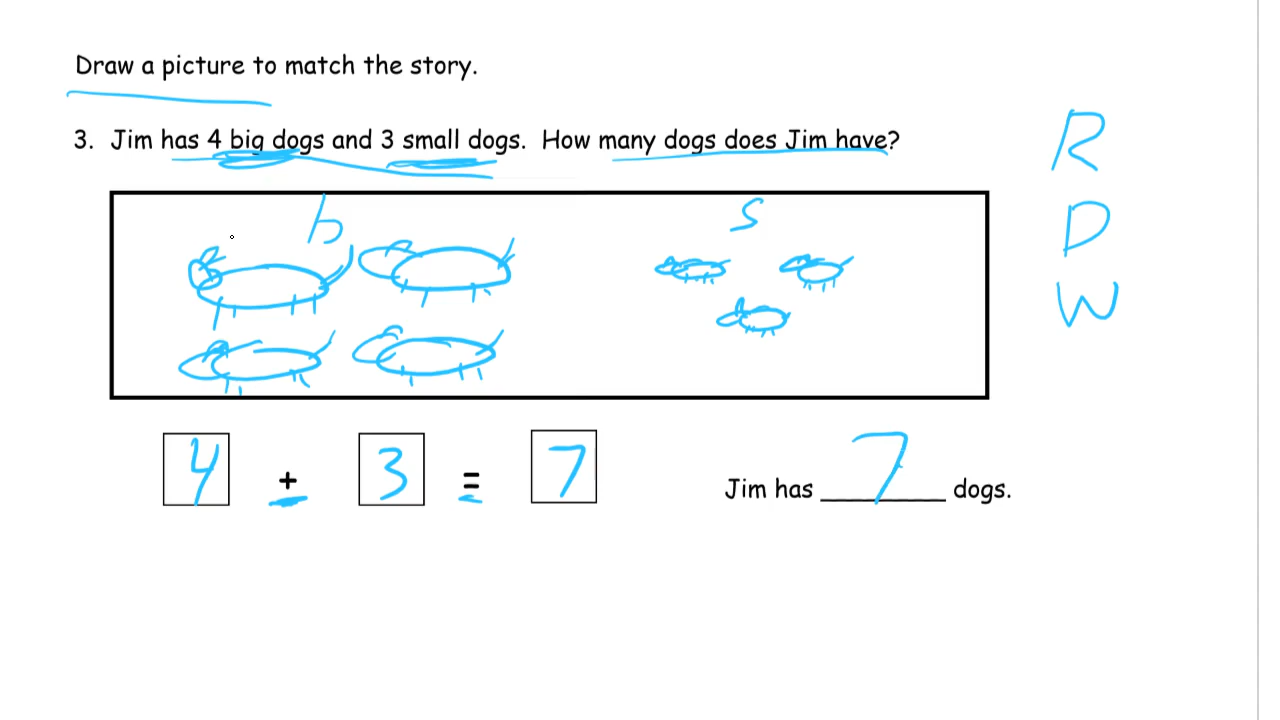 Draw a picture to match the story.
3. Jim has 4 big dogs and 3 small dogs. How many dogs does Jim have?
R
D
W
b s
4 + 3 = 7 Jim has 7 dogs.